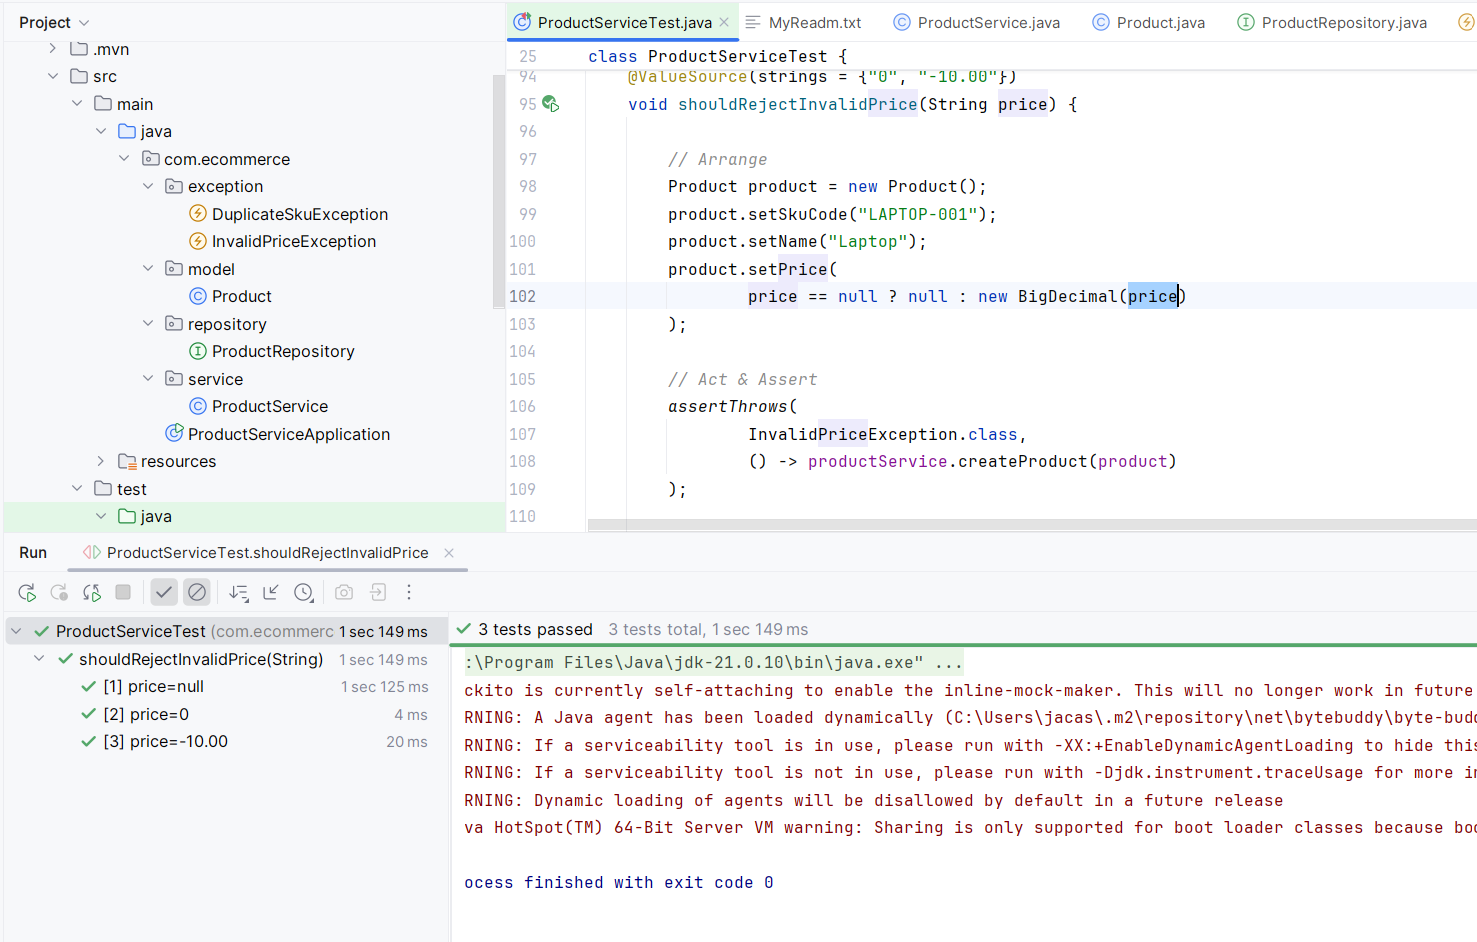 Project
.mvn
src
main
java
com.ecommerce
exception
DuplicateSkuException
InvalidPriceException
model
Product
repository
ProductRepository
service
ProductService
ProductServiceApplication
resources
test
java
ProductServiceTest.java
MyReadm.txt
ProductService.java
Product.java
ProductRepository.java
25 class ProductServiceTest {
94 @ValueSource(strings = {"0", "-10.00"})
95 void shouldRejectInvalidPrice(String price) {
96
97 // Arrange
98 Product product = new Product();
99 product.setSkuCode("LAPTOP-001");
100 product.setName("Laptop");
101 product.setPrice(
102 price == null ? null : new BigDecimal(price)
103 );
104
105 // Act & Assert
106 assertThrows(
107 InvalidPriceException.class,
108 () -> productService.createProduct(product)
109 );
110
Run
ProductServiceTest.shouldRejectInvalidPrice
ProductServiceTest (com.ecommerc 1 sec 149 ms
shouldRejectInvalidPrice(String) 1 sec 149 ms
[1] price=null 1 sec 125 ms
[2] price=0 4 ms
[3] price=-10.00 20 ms
3 tests passed 3 tests total, 1 sec 149 ms
:\Program Files\Java\jdk-21.0.10\bin\java.exe" ...
ckito is currently self-attaching to enable the inline-mock-maker. This will no longer work in future
RNING: A Java agent has been loaded dynamically (C:\Users\jacas\.m2\repository\net\bytebuddy\byte-budd
RNING: If a serviceability tool is in use, please run with -XX:+EnableDynamicAgentLoading to hide this
RNING: If a serviceability tool is not in use, please run with -Djdk.instrument.traceUsage for more in
RNING: Dynamic loading of agents will be disallowed by default in a future release
va HotSpot(TM) 64-Bit Server VM warning: Sharing is only supported for boot loader classes because boo
ocess finished with exit code 0